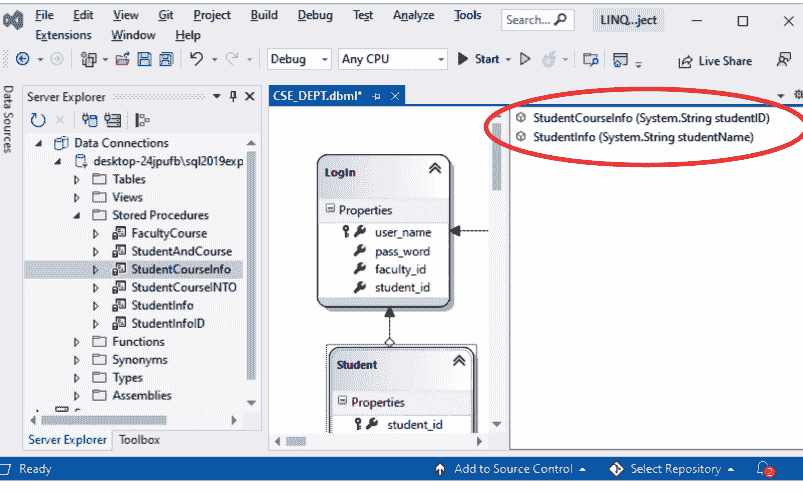 File Edit View Git Project Build Debug Test Analyze Tools Search... LINQ...ject
Extensions Window Help
Debug Any CPU Start Live Share
Data Sources
Server Explorer
Data Connections
desktop-24jpufb\sql2019exp
Tables
Views
Stored Procedures
FacultyCourse
StudentAndCourse
StudentCourseInfo
StudentCourseINTO
StudentInfo
StudentInfoID
Functions
Synonyms
Types
Assemblies
Server Explorer Toolbox
CSE_DEPT.dbml*
LogIn
Properties
user_name
pass_word
faculty_id
student_id
Student
Properties
student_id
StudentCourseInfo (System.String studentID)
StudentInfo (System.String studentName)
Ready Add to Source Control Select Repository 2